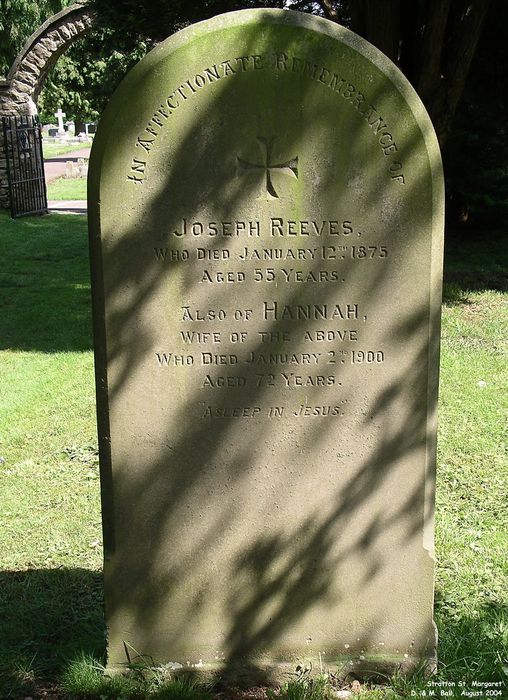 In Affectionate Remembrance of
Joseph Reeves,
Who Died January 12TH 1875
Aged 55 Years.
Also of Hannah,
Wife of the above
Who Died January 2ND 1900
Aged 72 Years.
"Asleep in Jesus."
Stratton St. Margaret
D. & M. Ball, August 2004